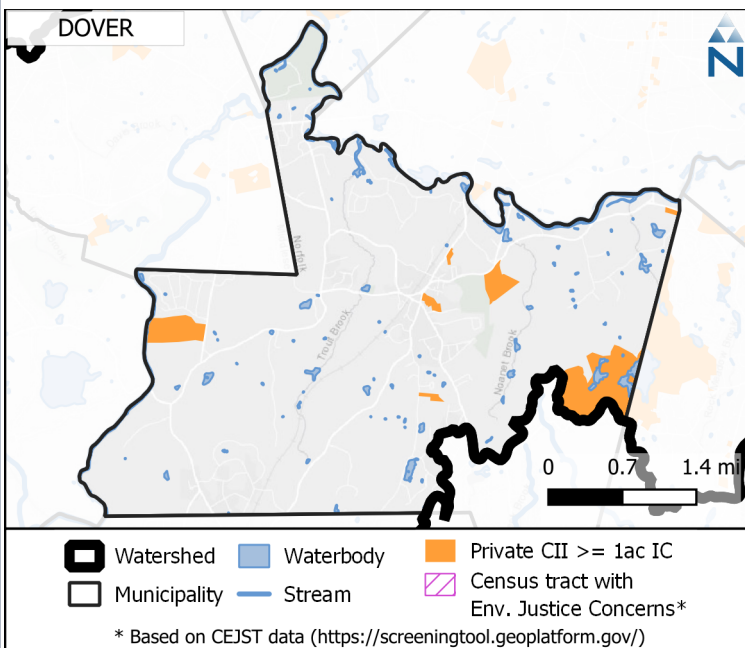 DOVER
N
Norfolk
Trout Brook
Noanet Brook
0 0.7 1.4 mi
Watershed
Waterbody
Private CII >= 1ac IC
Municipality
Stream
Census tract with
Env. Justice Concerns*
* Based on CEJST data (https://screeningtool.geoplatform.gov/)